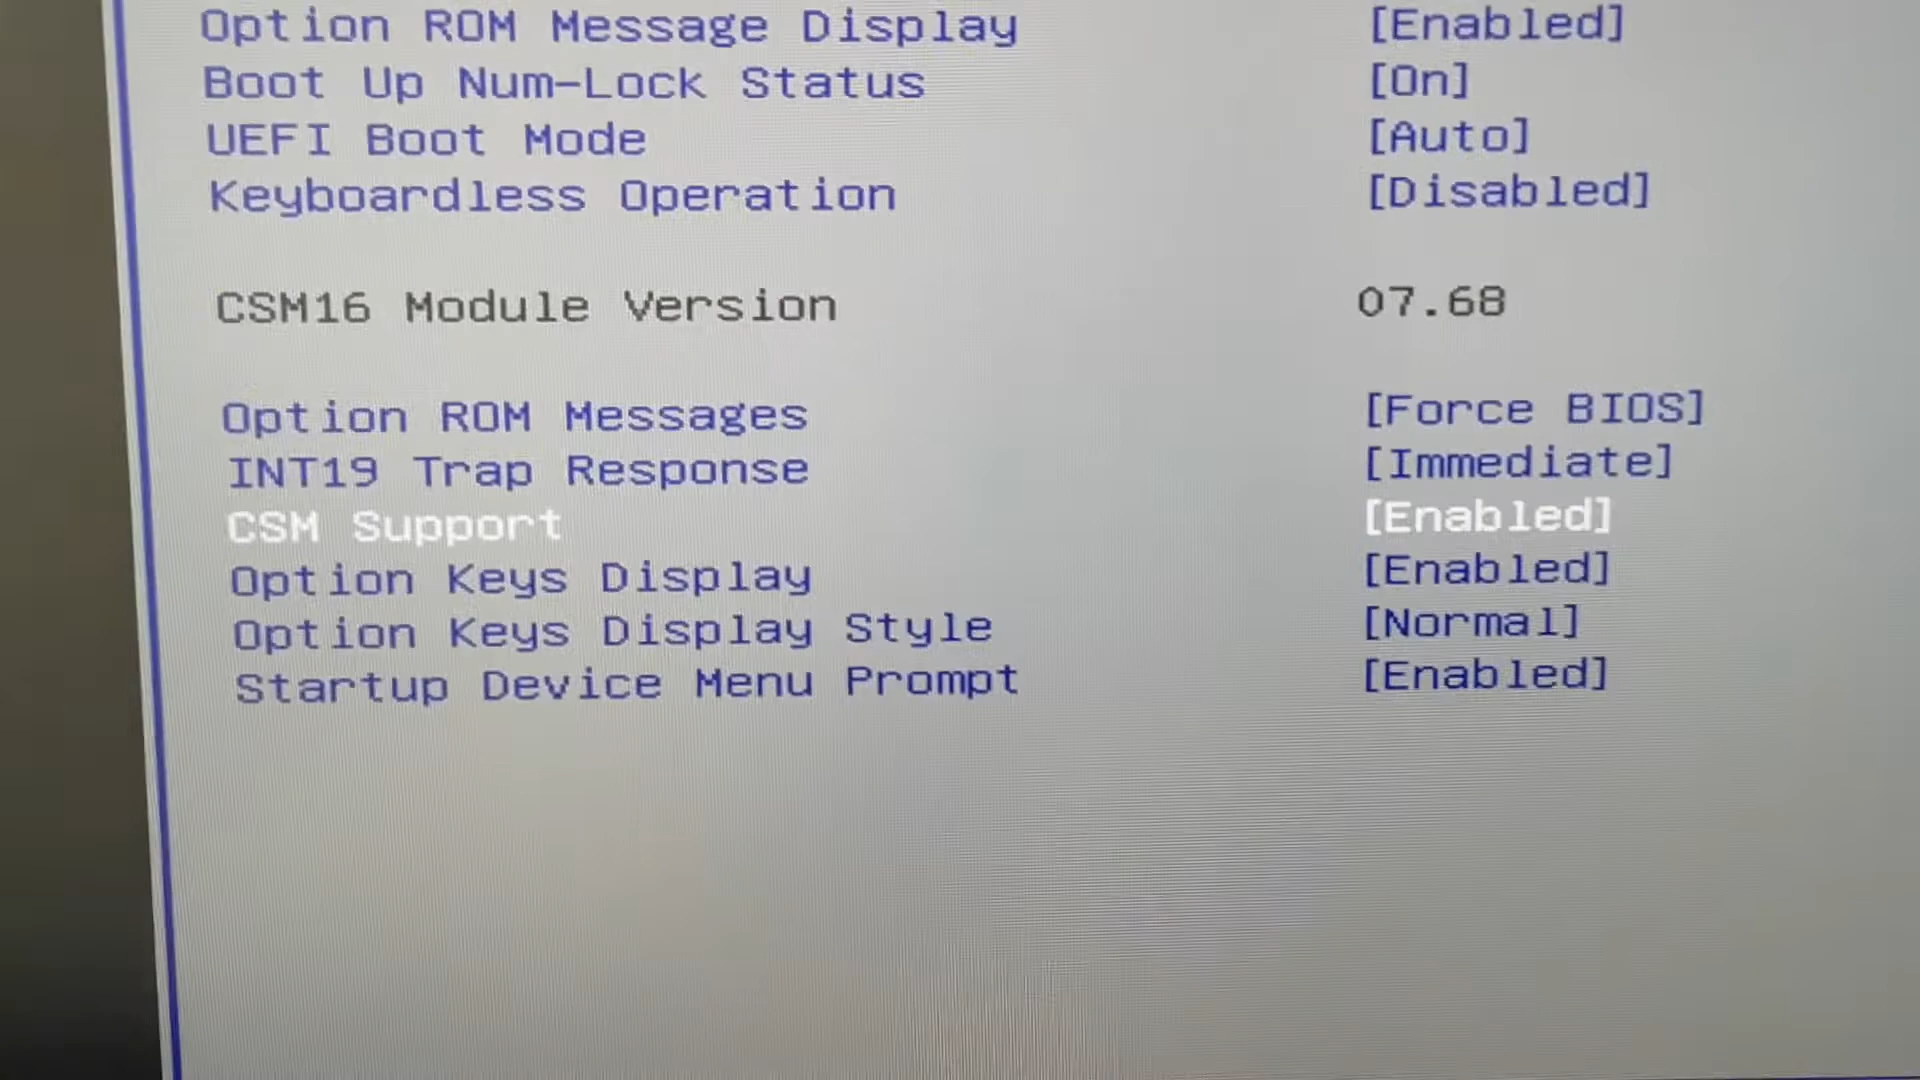 Option ROM Message Display [Enabled]
Boot Up Num-Lock Status [On]
UEFI Boot Mode [Auto]
Keyboardless Operation [Disabled]
CSM16 Module Version 07.68
Option ROM Messages [Force BIOS]
INT19 Trap Response [Immediate]
CSM Support [Enabled]
Option Keys Display [Enabled]
Option Keys Display Style [Normal]
Startup Device Menu Prompt [Enabled]